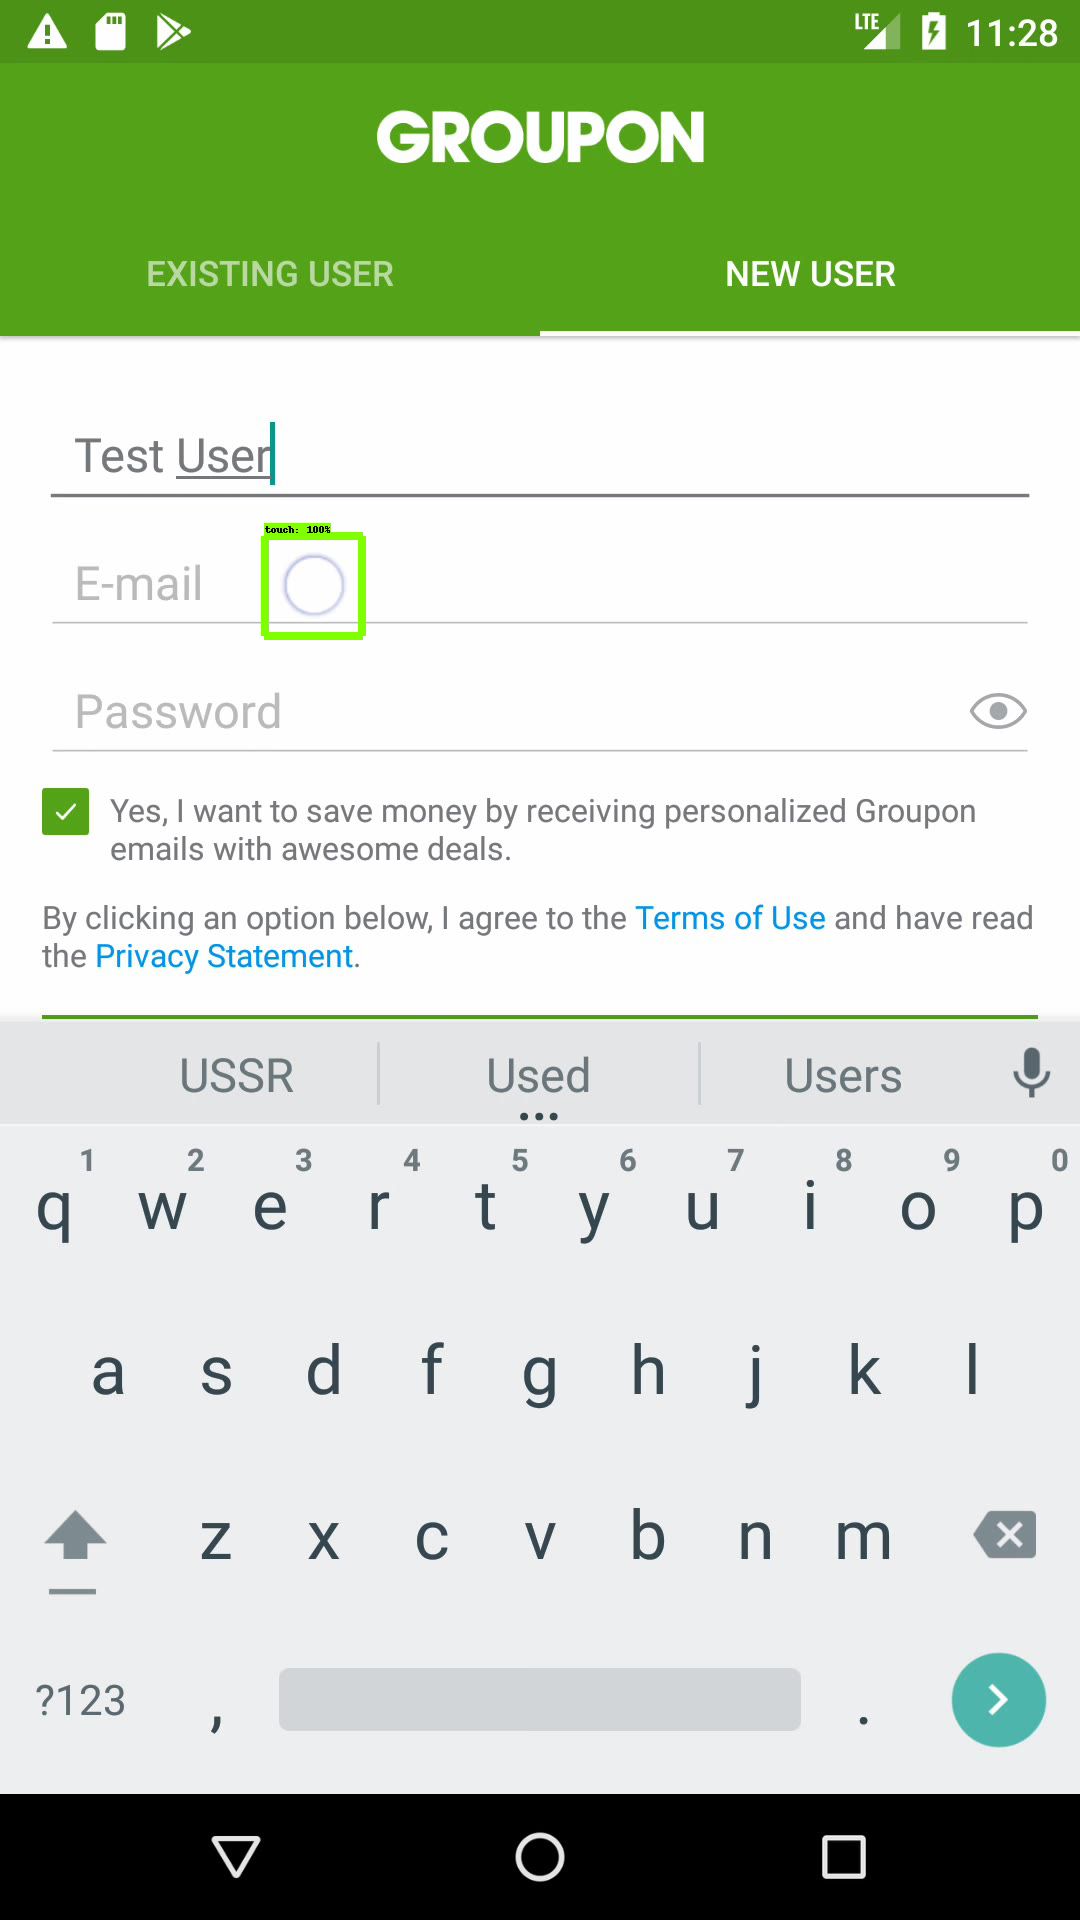 LTE 11:28
GROUPON
EXISTING USER NEW USER
Test User
touch: 100%
E-mail
Password
Yes, I want to save money by receiving personalized Groupon
emails with awesome deals.
By clicking an option below, I agree to the Terms of Use and have read
the Privacy Statement.
USSR Used Users
1 2 3 4 5 6 7 8 9 0
q w e r t y u i o p
a s d f g h j k l
z x c v b n m
?123 , .